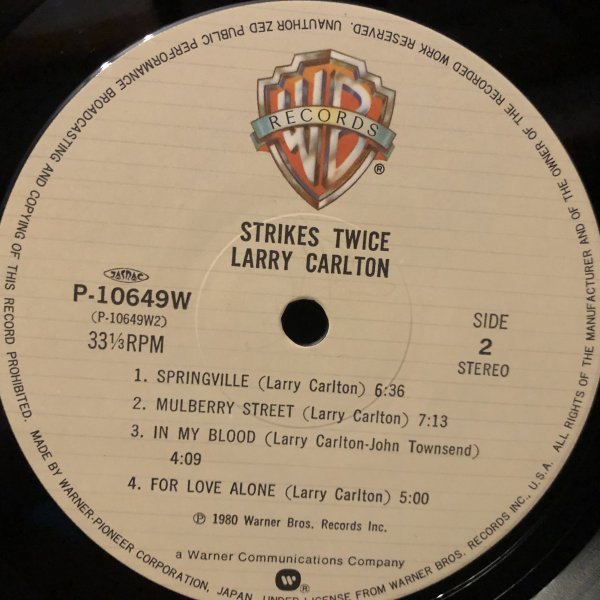 WB
RECORDS
®
STRIKES TWICE
LARRY CARLTON
JASRAC
P-10649W
(P-10649W2)
33⅓RPM
SIDE
2
STEREO
1. SPRINGVILLE (Larry Carlton) 6:36
2. MULBERRY STREET (Larry Carlton) 7:13
3. IN MY BLOOD (Larry Carlton-John Townsend)
4:09
4. FOR LOVE ALONE (Larry Carlton) 5:00
℗ 1980 Warner Bros. Records Inc.
a Warner Communications Company
®
MADE BY WARNER-PIONEER CORPORATION, JAPAN. UNDER LICENSE FROM WARNER BROS. RECORDS INC., U.S.A. ALL RIGHTS OF THE MANUFACTURER AND OF THE OWNER OF THE RECORDED WORK RESERVED. UNAUTHORIZED PUBLIC PERFORMANCE BROADCASTING AND COPYING OF THIS RECORD PROHIBITED.